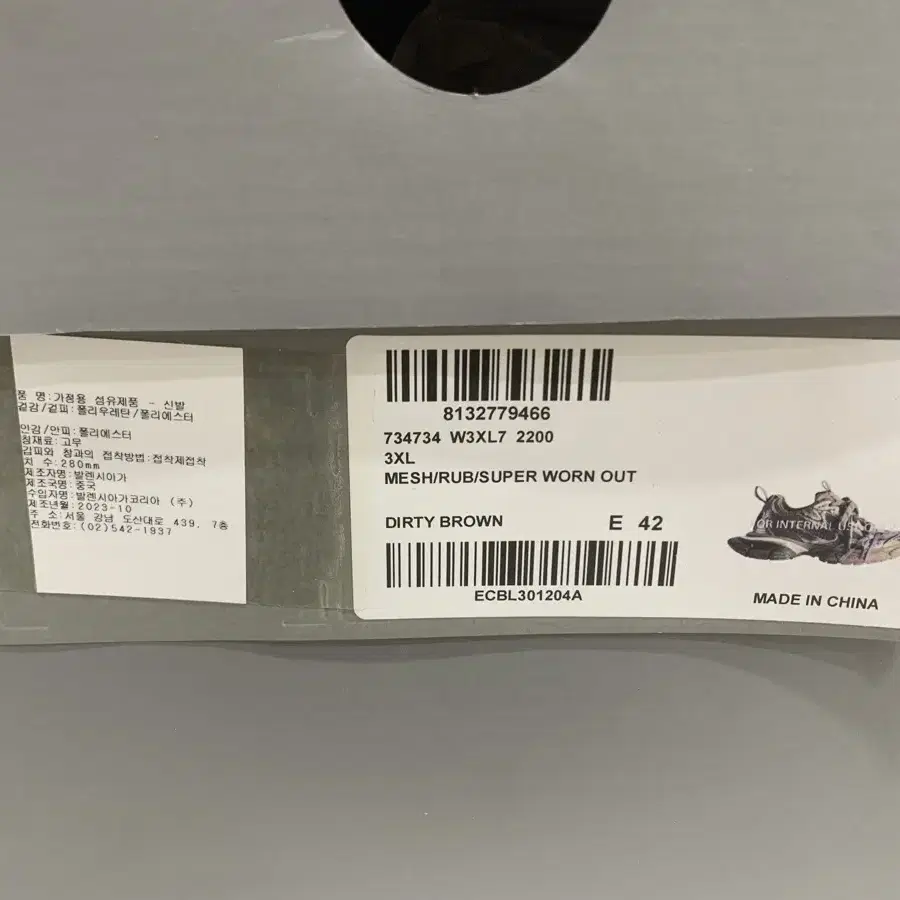 품 명:가정용 섬유제품 - 신발
겉감/겉피:폴리우레탄/폴리에스터
안감/안피:폴리에스터
창재료:고무
갑피와 창과의 접착방법:접착제접착
치 수:280mm
제조자명:발렌시아가
제조국명:중국
수입자명:발렌시아가코리아 (주)
제조년월:2023-10
주 소:서울 강남 도산대로 439, 7층
전화번호:(02)542-1937
8132779466
734734 W3XL7 2200
3XL
MESH/RUB/SUPER WORN OUT
DIRTY BROWN E 42
ECBL301204A
OR INTERNAL
MADE IN CHINA